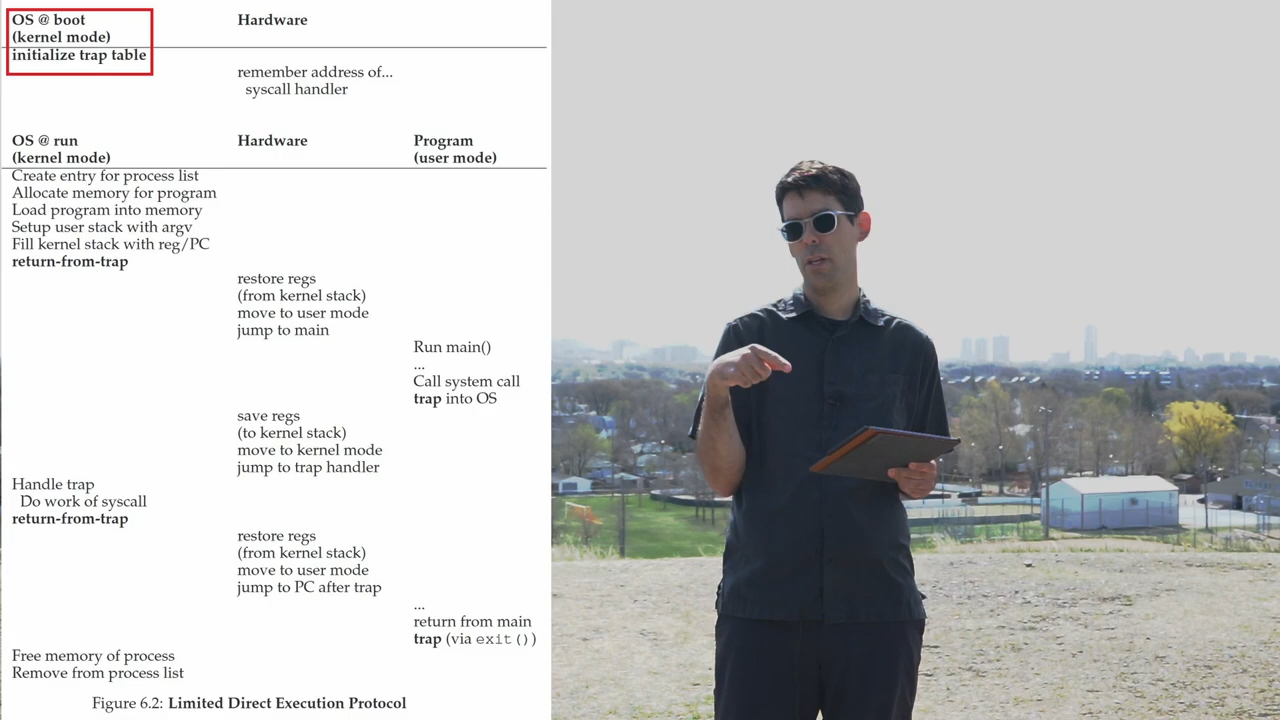 OS @ boot Hardware
(kernel mode)
initialize trap table
remember address of...
syscall handler
OS @ run Hardware Program
(kernel mode) (user mode)
Create entry for process list
Allocate memory for program
Load program into memory
Setup user stack with argv
Fill kernel stack with reg/PC
return-from-trap
restore regs
(from kernel stack)
move to user mode
jump to main
Run main()
...
Call system call
trap into OS
save regs
(to kernel stack)
move to kernel mode
jump to trap handler
Handle trap
Do work of syscall
return-from-trap
restore regs
(from kernel stack)
move to user mode
jump to PC after trap
...
return from main
trap (via exit())
Free memory of process
Remove from process list
Figure 6.2: Limited Direct Execution Protocol